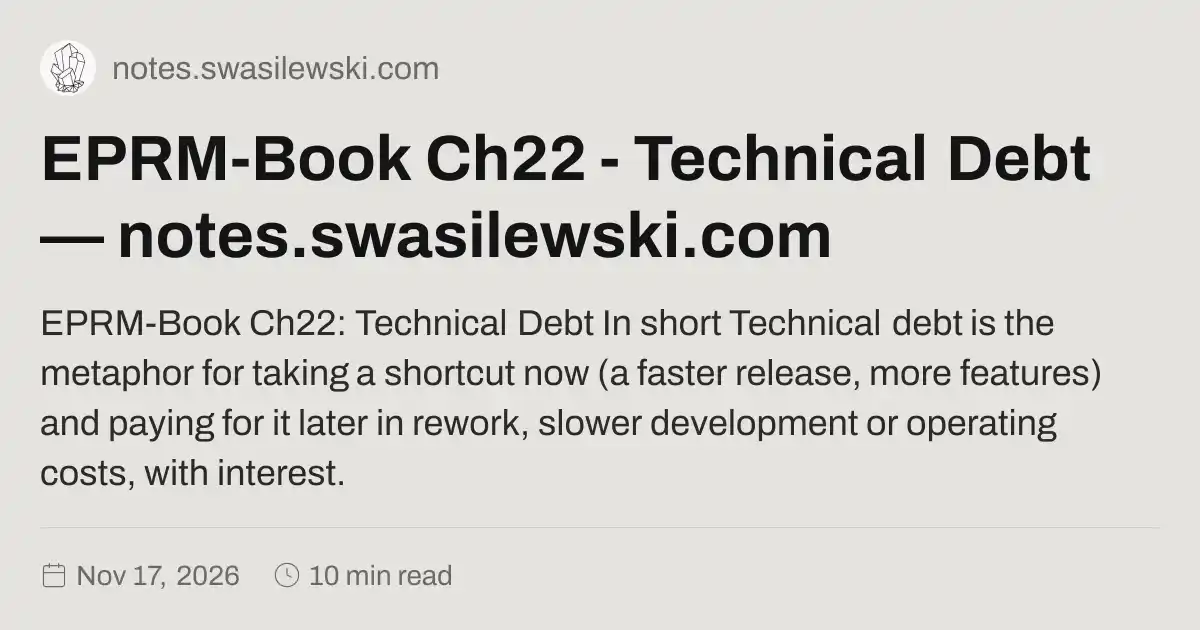 notes.swasilewski.com
EPRM-Book Ch22 - Technical Debt
— notes.swasilewski.com
EPRM-Book Ch22: Technical Debt In short Technical debt is the
metaphor for taking a shortcut now (a faster release, more features)
and paying for it later in rework, slower development or operating
costs, with interest.
Nov 17, 2026
10 min read